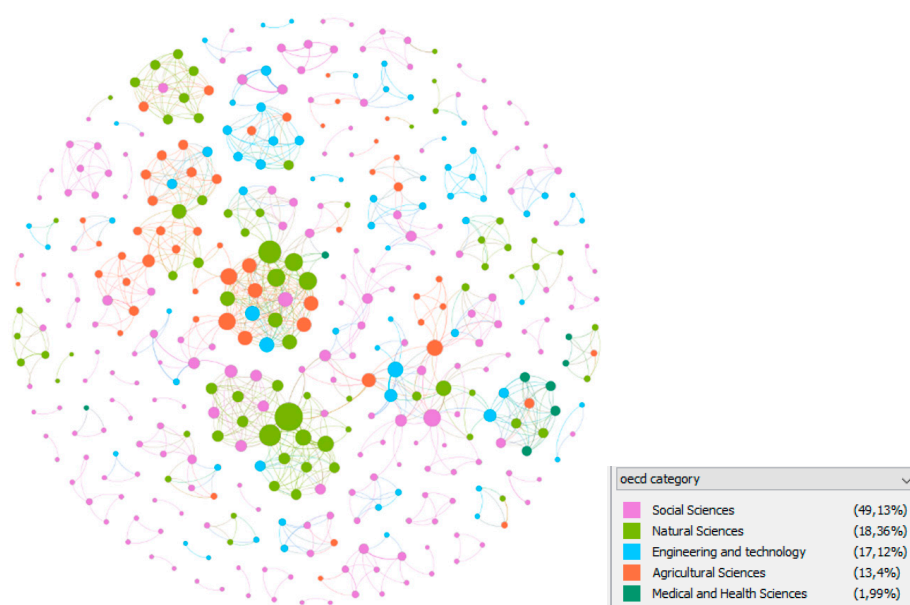 oecd category
Social Sciences (49,13%)
Natural Sciences (18,36%)
Engineering and technology (17,12%)
Agricultural Sciences (13,4%)
Medical and Health Sciences (1,99%)